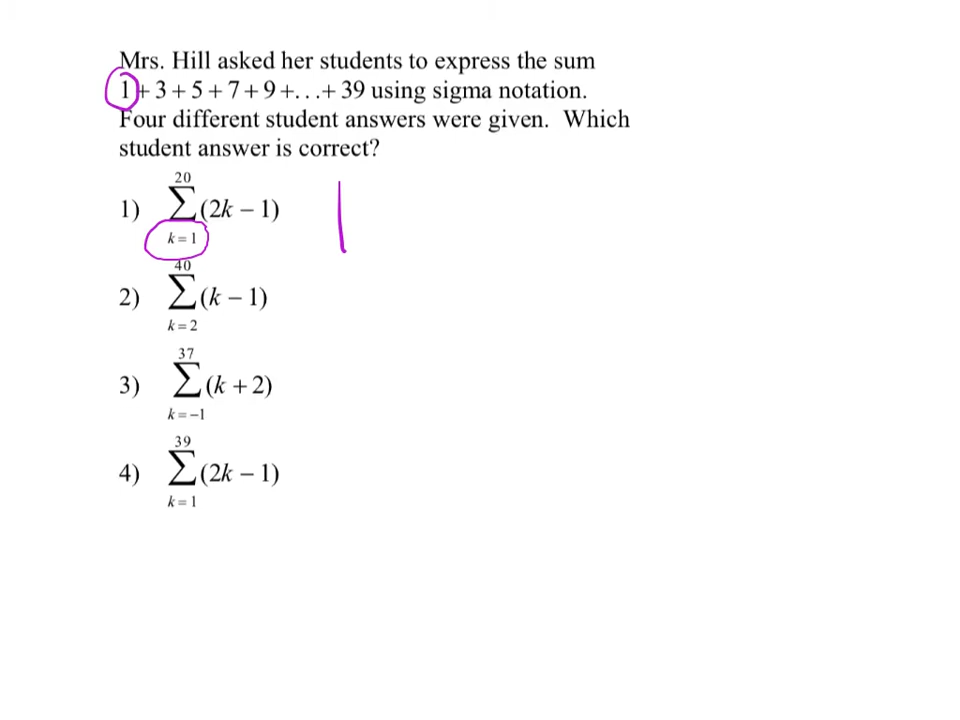 Mrs. Hill asked her students to express the sum
1 + 3 + 5 + 7 + 9 +. . .+ 39 using sigma notation.
Four different student answers were given.  Which
student answer is correct?
20
1) ∑(2k – 1) |
k = 1
40
2) ∑(k – 1)
k = 2
37
3) ∑(k + 2)
k = –1
39
4) ∑(2k – 1)
k = 1